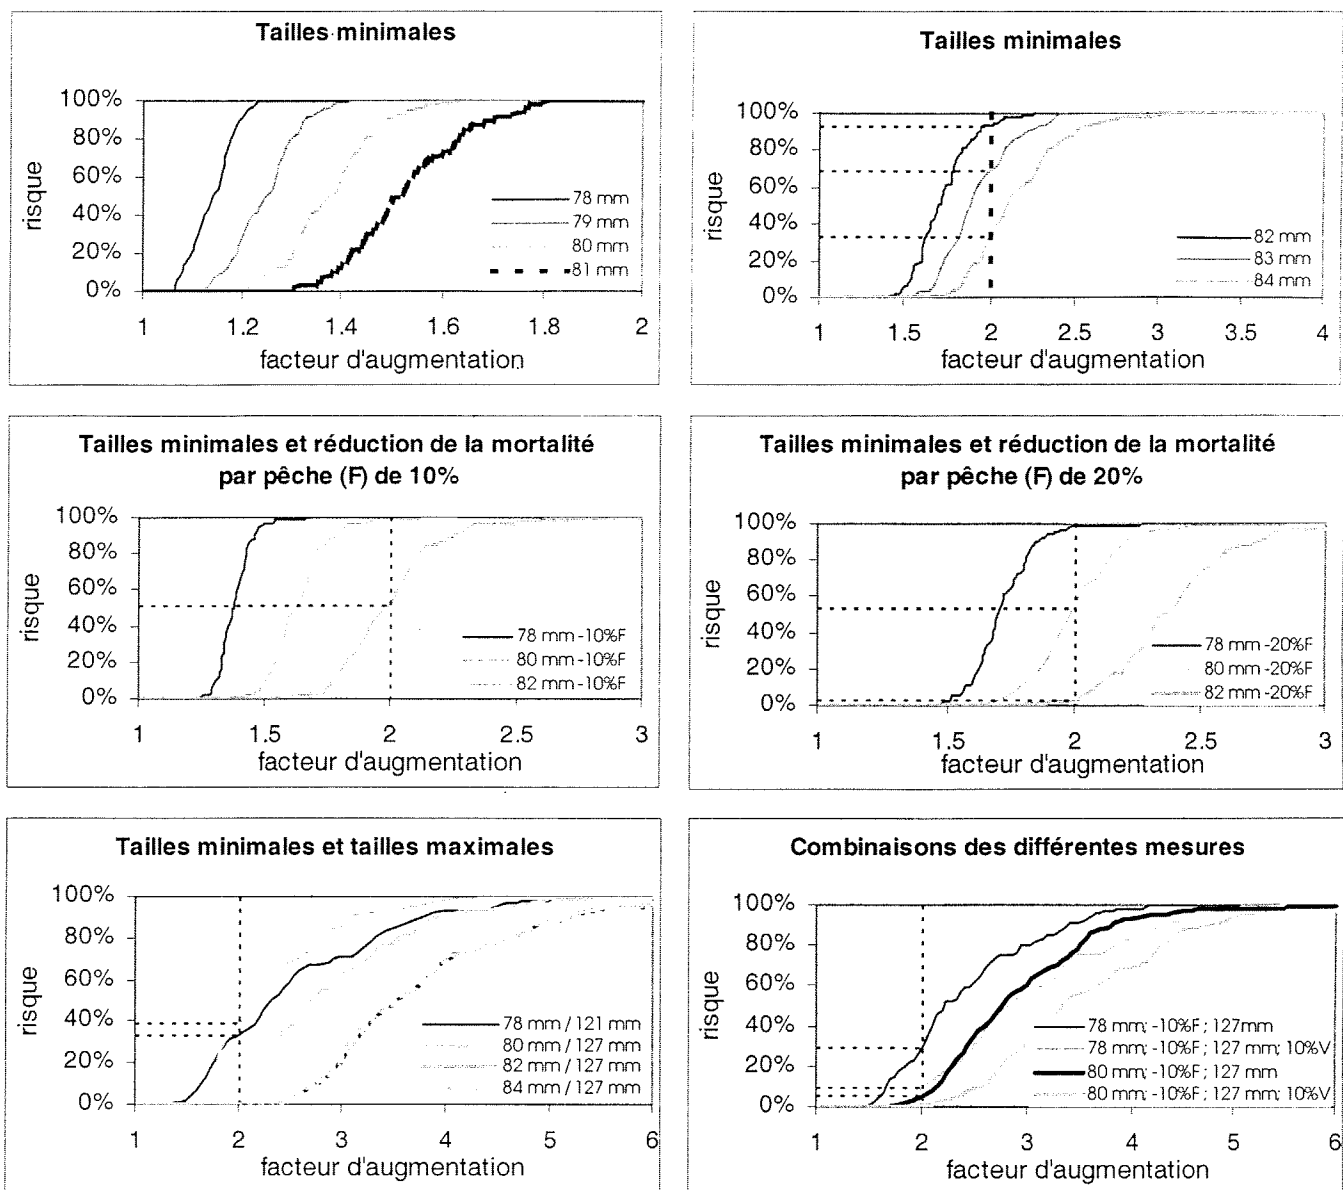 Tailles minimales
risque
100%
80%
60%
40%
20%
0%
78 mm
79 mm
80 mm
81 mm
1
1.2
1.4
1.6
1.8
2
facteur d'augmentation
Tailles minimales
risque
100%
80%
60%
40%
20%
0%
82 mm
83 mm
84 mm
1
1.5
2
2.5
3
3.5
4
facteur d'augmentation
Tailles minimales et réduction de la mortalité
par pêche (F) de 10%
risque
100%
80%
60%
40%
20%
0%
78 mm -10%F
80 mm -10%F
82 mm -10%F
1
1.5
2
2.5
3
facteur d'augmentation
Tailles minimales et réduction de la mortalité
par pêche (F) de 20%
risque
100%
80%
60%
40%
20%
0%
78 mm -20%F
80 mm -20%F
82 mm -20%F
1
1.5
2
2.5
3
facteur d'augmentation
Tailles minimales et tailles maximales
risque
100%
80%
60%
40%
20%
0%
78 mm / 121 mm
80 mm / 127 mm
82 mm / 127 mm
84 mm / 127 mm
1
2
3
4
5
6
facteur d'augmentation
Combinaisons des différentes mesures
risque
100%
80%
60%
40%
20%
0%
78 mm; -10%F ; 127mm
78 mm; -10%F ; 127 mm; 10%V
80 mm; -10%F ; 127 mm
80 mm; -10%F ; 127 mm; 10%V
1
2
3
4
5
6
facteur d'augmentation